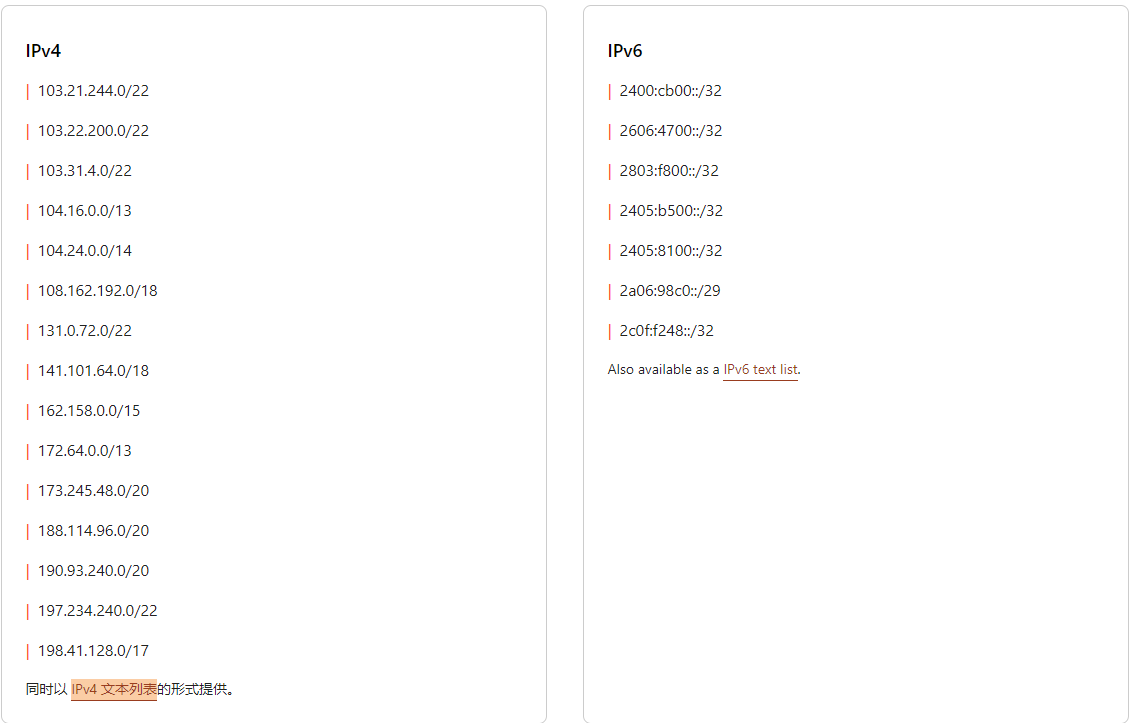 IPv4
103.21.244.0/22
103.22.200.0/22
103.31.4.0/22
104.16.0.0/13
104.24.0.0/14
108.162.192.0/18
131.0.72.0/22
141.101.64.0/18
162.158.0.0/15
172.64.0.0/13
173.245.48.0/20
188.114.96.0/20
190.93.240.0/20
197.234.240.0/22
198.41.128.0/17
同时以 IPv4 文本列表的形式提供。
IPv6
2400:cb00::/32
2606:4700::/32
2803:f800::/32
2405:b500::/32
2405:8100::/32
2a06:98c0::/29
2c0f:f248::/32
Also available as a IPv6 text list.